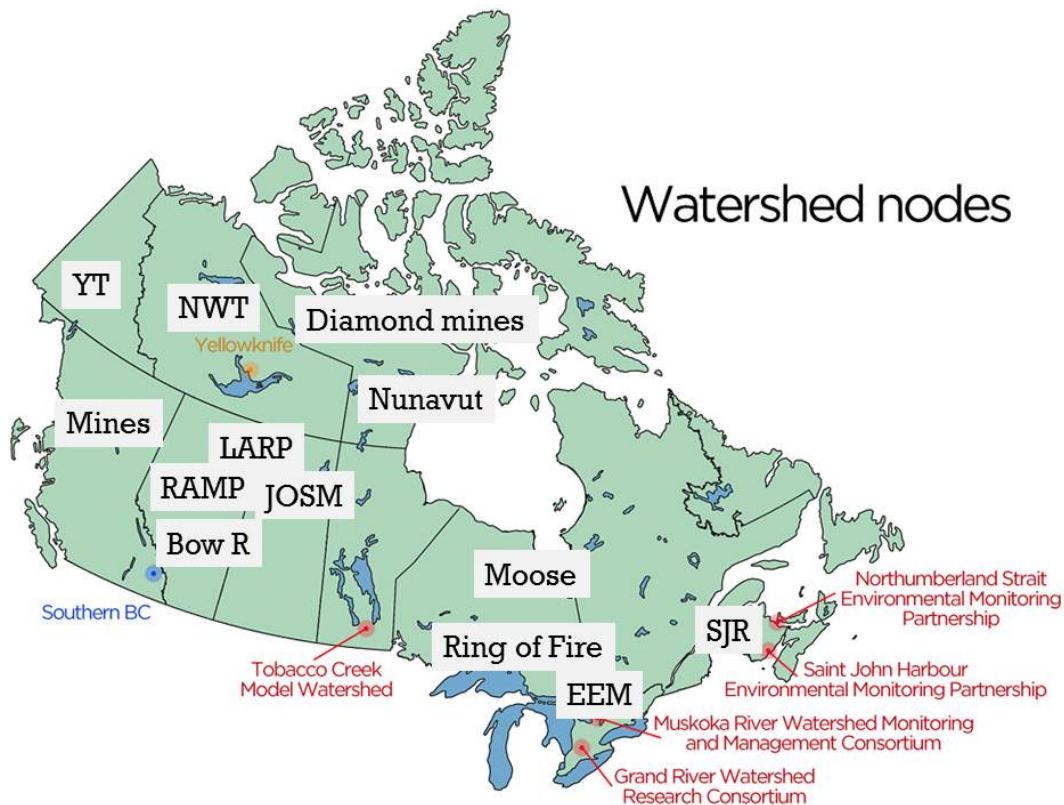 Watershed nodes
YT
NWT
Diamond mines
Yellowknife
Nunavut
Mines
LARP
RAMP
JOSM
Bow R
Moose
Southern BC
Northumberland Strait
Environmental Monitoring
Partnership
SJR
Ring of Fire
Tobacco Creek
Model Watershed
Saint John Harbour
Environmental Monitoring Partnership
EEM
Muskoka River Watershed Monitoring
and Management Consortium
Grand River Watershed
Research Consortium